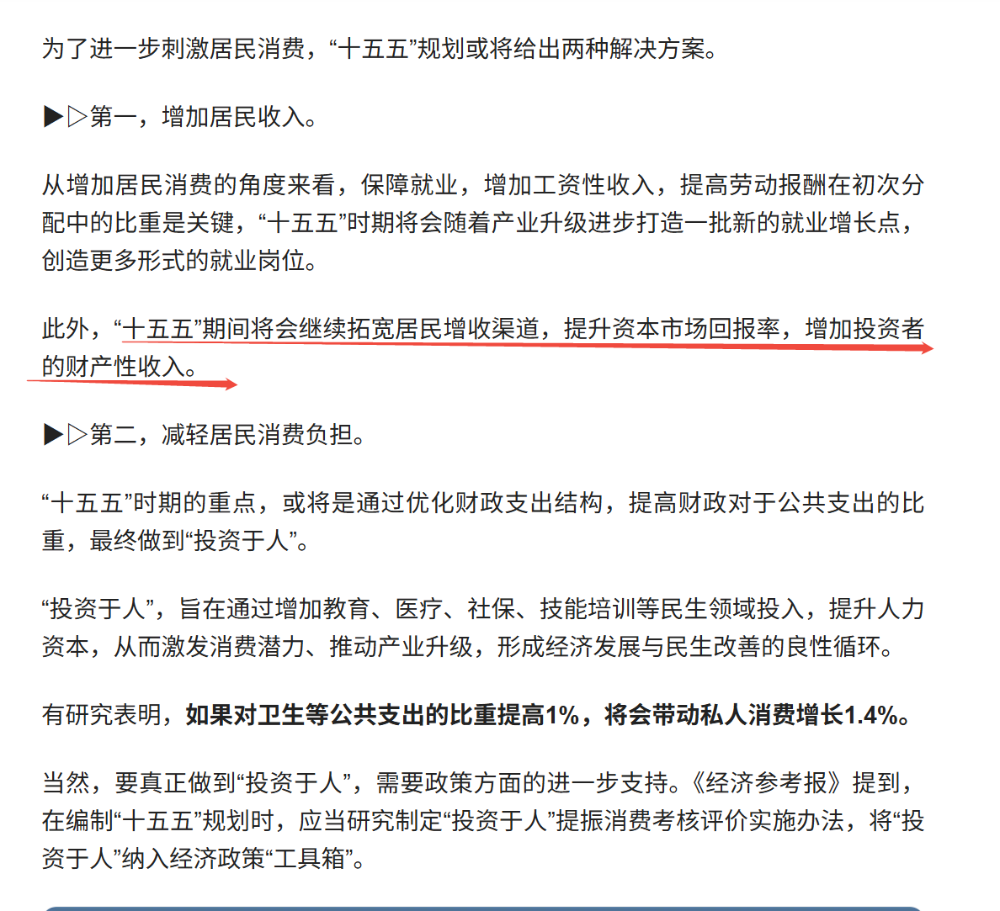 为了进一步刺激居民消费，“十五五”规划或将给出两种解决方案。
▶▷第一，增加居民收入。
从增加居民消费的角度来看，保障就业，增加工资性收入，提高劳动报酬在初次分
配中的比重是关键，“十五五”时期将会随着产业升级进步打造一批新的就业增长点，
创造更多形式的就业岗位。
此外，“十五五”期间将会继续拓宽居民增收渠道，提升资本市场回报率，增加投资者
的财产性收入。
▶▷第二，减轻居民消费负担。
“十五五”时期的重点，或将是通过优化财政支出结构，提高财政对于公共支出的比
重，最终做到“投资于人”。
“投资于人”，旨在通过增加教育、医疗、社保、技能培训等民生领域投入，提升人力
资本，从而激发消费潜力、推动产业升级，形成经济发展与民生改善的良性循环。
有研究表明，如果对卫生等公共支出的比重提高1%，将会带动私人消费增长1.4%。
当然，要真正做到“投资于人”，需要政策方面的进一步支持。《经济参考报》提到，
在编制“十五五”规划时，应当研究制定“投资于人”提振消费考核评价实施办法，将“投
资于人”纳入经济政策“工具箱”。